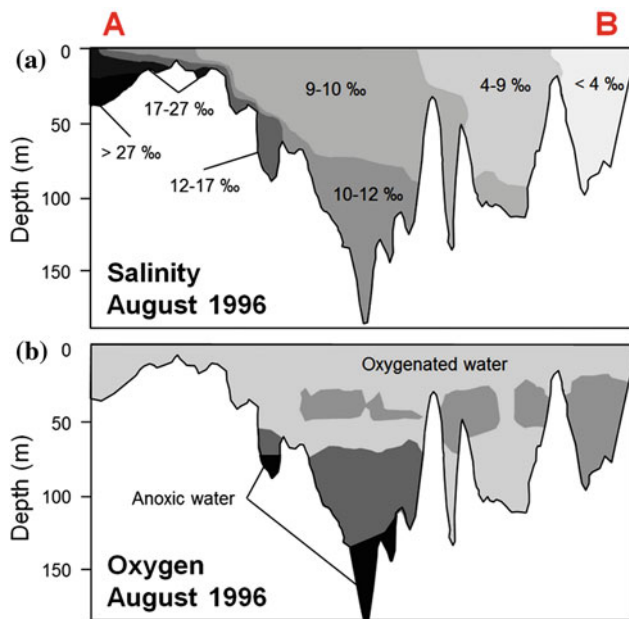 A B
(a)
0
50
100
150
Depth (m)
9-10 ‰
4-9 ‰
< 4 ‰
17-27 ‰
> 27 ‰
12-17 ‰
10-12 ‰
Salinity
August 1996
(b)
0
50
100
150
Depth (m)
Oxygenated water
Anoxic water
Oxygen
August 1996